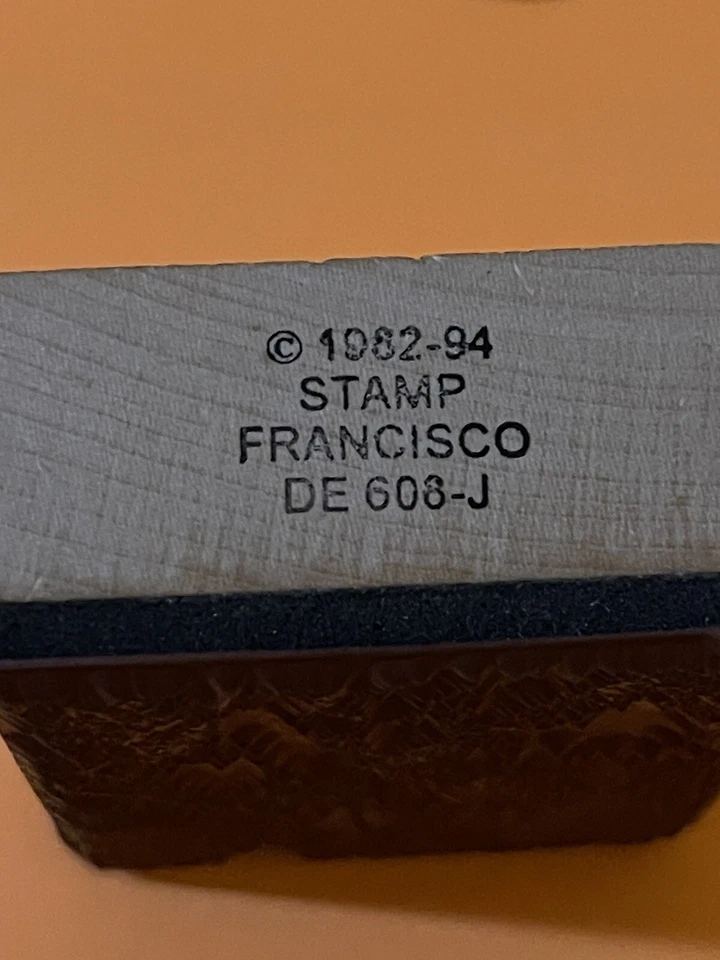 © 1982-94
STAMP
FRANCISCO
DE 608-J